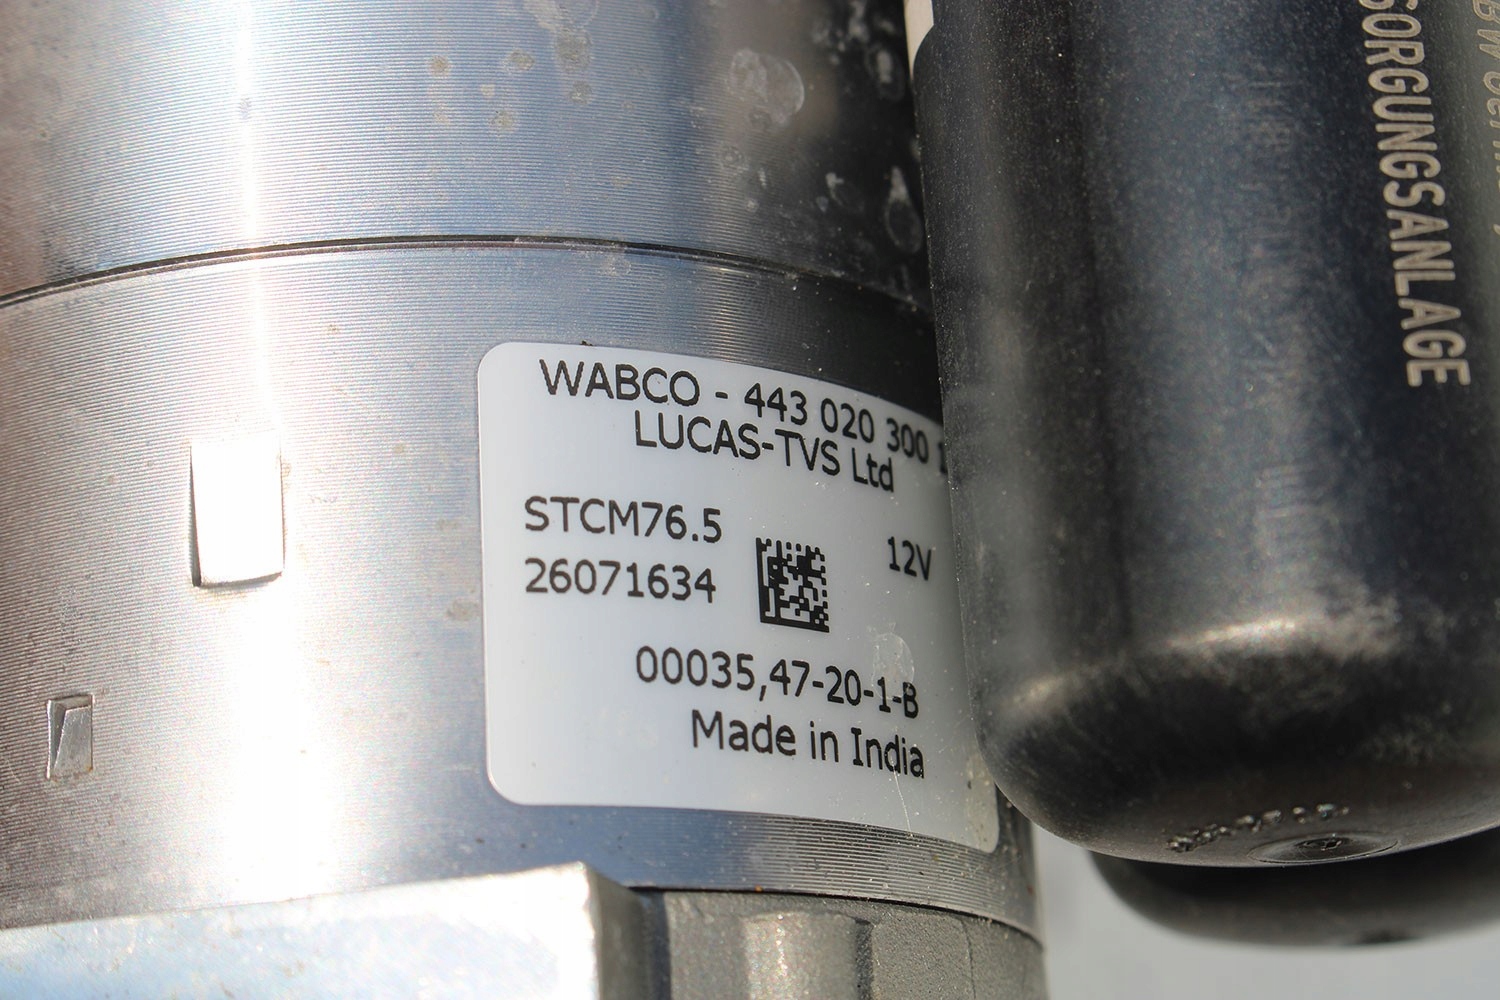 WABCO - 443 020 300 1
LUCAS-TVS Ltd
STCM76.5
12V
26071634
00035,47-20-1-B
Made in India
SORGUNGSANLAGE